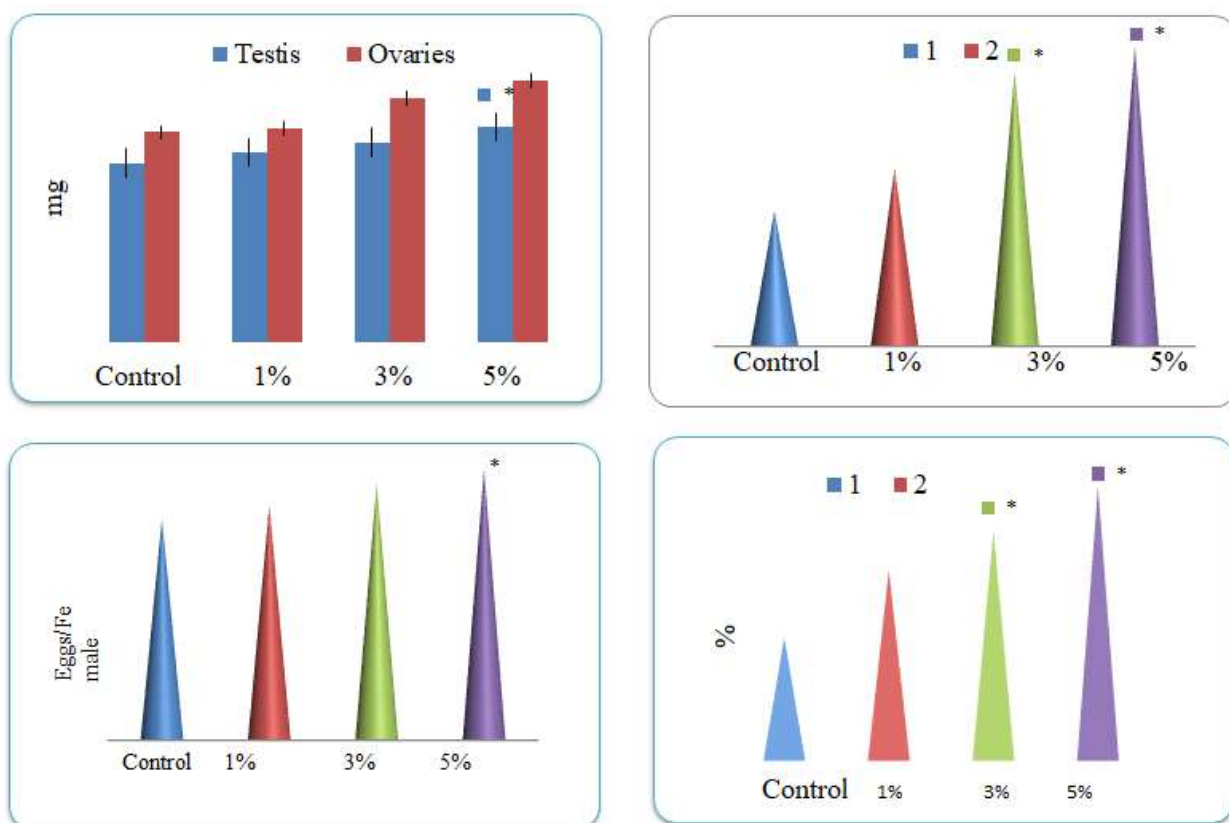 Testis Ovaries
*
mg
Control 1% 3% 5%
1 2
*
*
Control 1% 3% 5%
*
Eggs/Fe
male
Control 1% 3% 5%
1 2
*
*
%
Control 1% 3% 5%